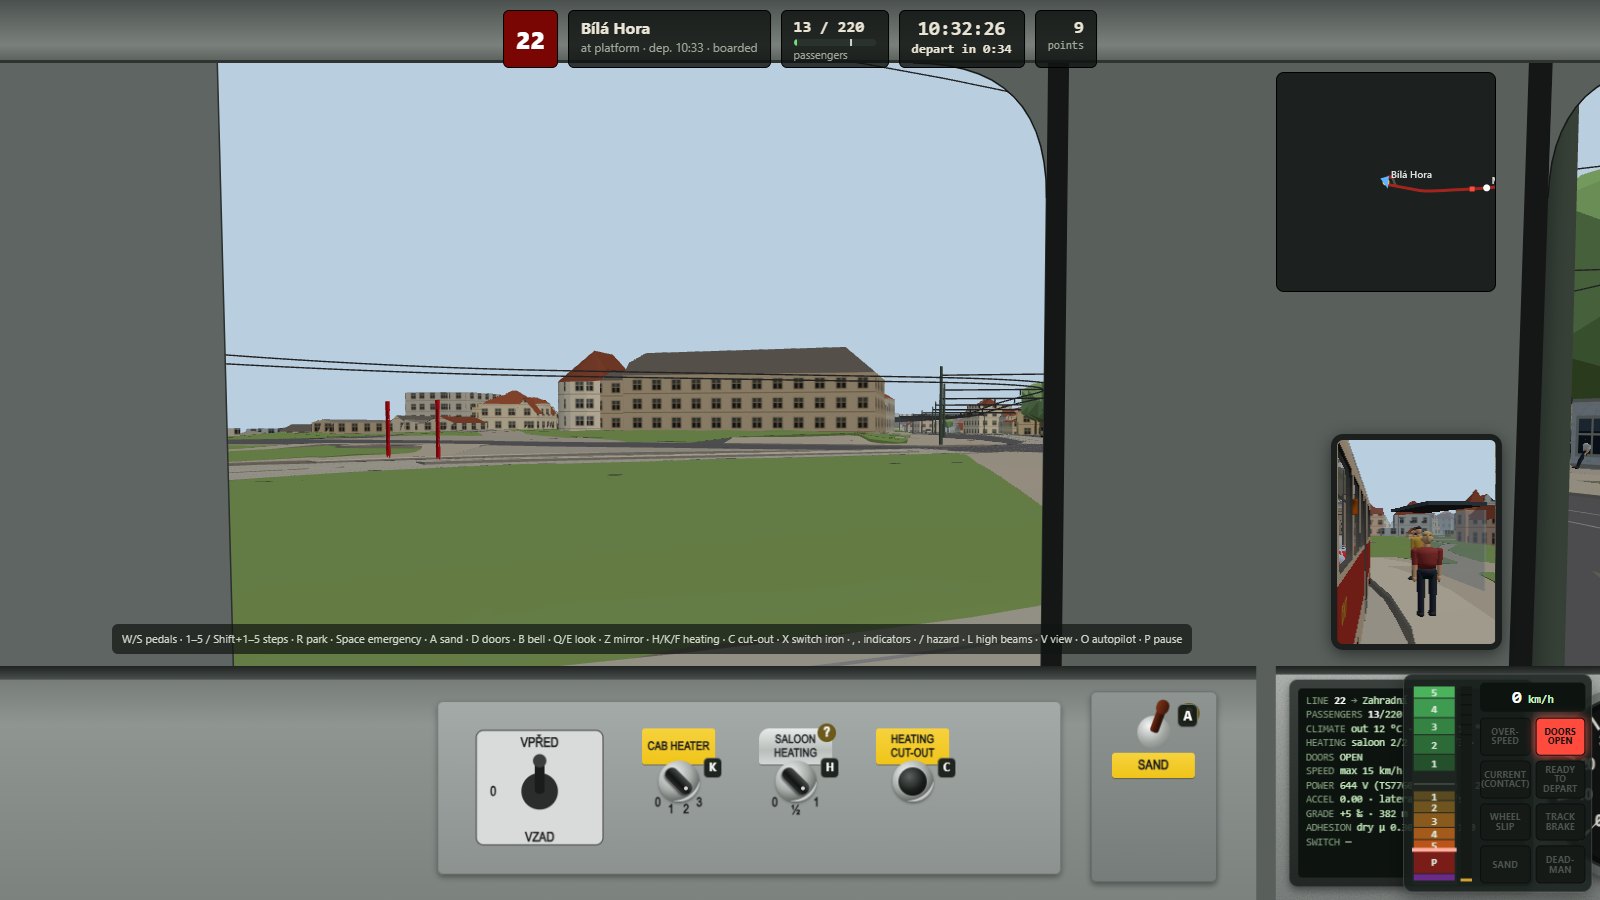 22
Bílá Hora
at platform · dep. 10:33 · boarded
13 / 220
passengers
10:32:26
depart in 0:34
9
points
Bílá Hora
W/S pedals · 1–5 / Shift+1–5 steps · R park · Space emergency · A sand · D doors · B bell · Q/E look · Z mirror · H/K/F heating · C cut-out · X switch iron · , . indicators · / hazard · L high beams · V view · O autopilot · P pause
VPŘED
0
VZAD
CAB HEATER
K
0 1 2 3
SALOON
HEATING
?
H
0 ½ 1
HEATING
CUT-OUT
C
A
SAND
LINE 22 → Zahradn
PASSENGERS 13/220
CLIMATE out 12 °C
HEATING saloon 2/
DOORS OPEN
SPEED max 15 km/h
POWER 644 V (TS77
ACCEL 0.00 · late
GRADE +5 ‰ · 382
ADHESION dry µ 0.
SWITCH —
5
4
3
2
1
1
2
3
4
5
P
0 km/h
OVER-
SPEED
DOORS
OPEN
CURRENT
(CONTACT)
READY
TO
DEPART
WHEEL
SLIP
TRACK
BRAKE
SAND
DEAD-
MAN